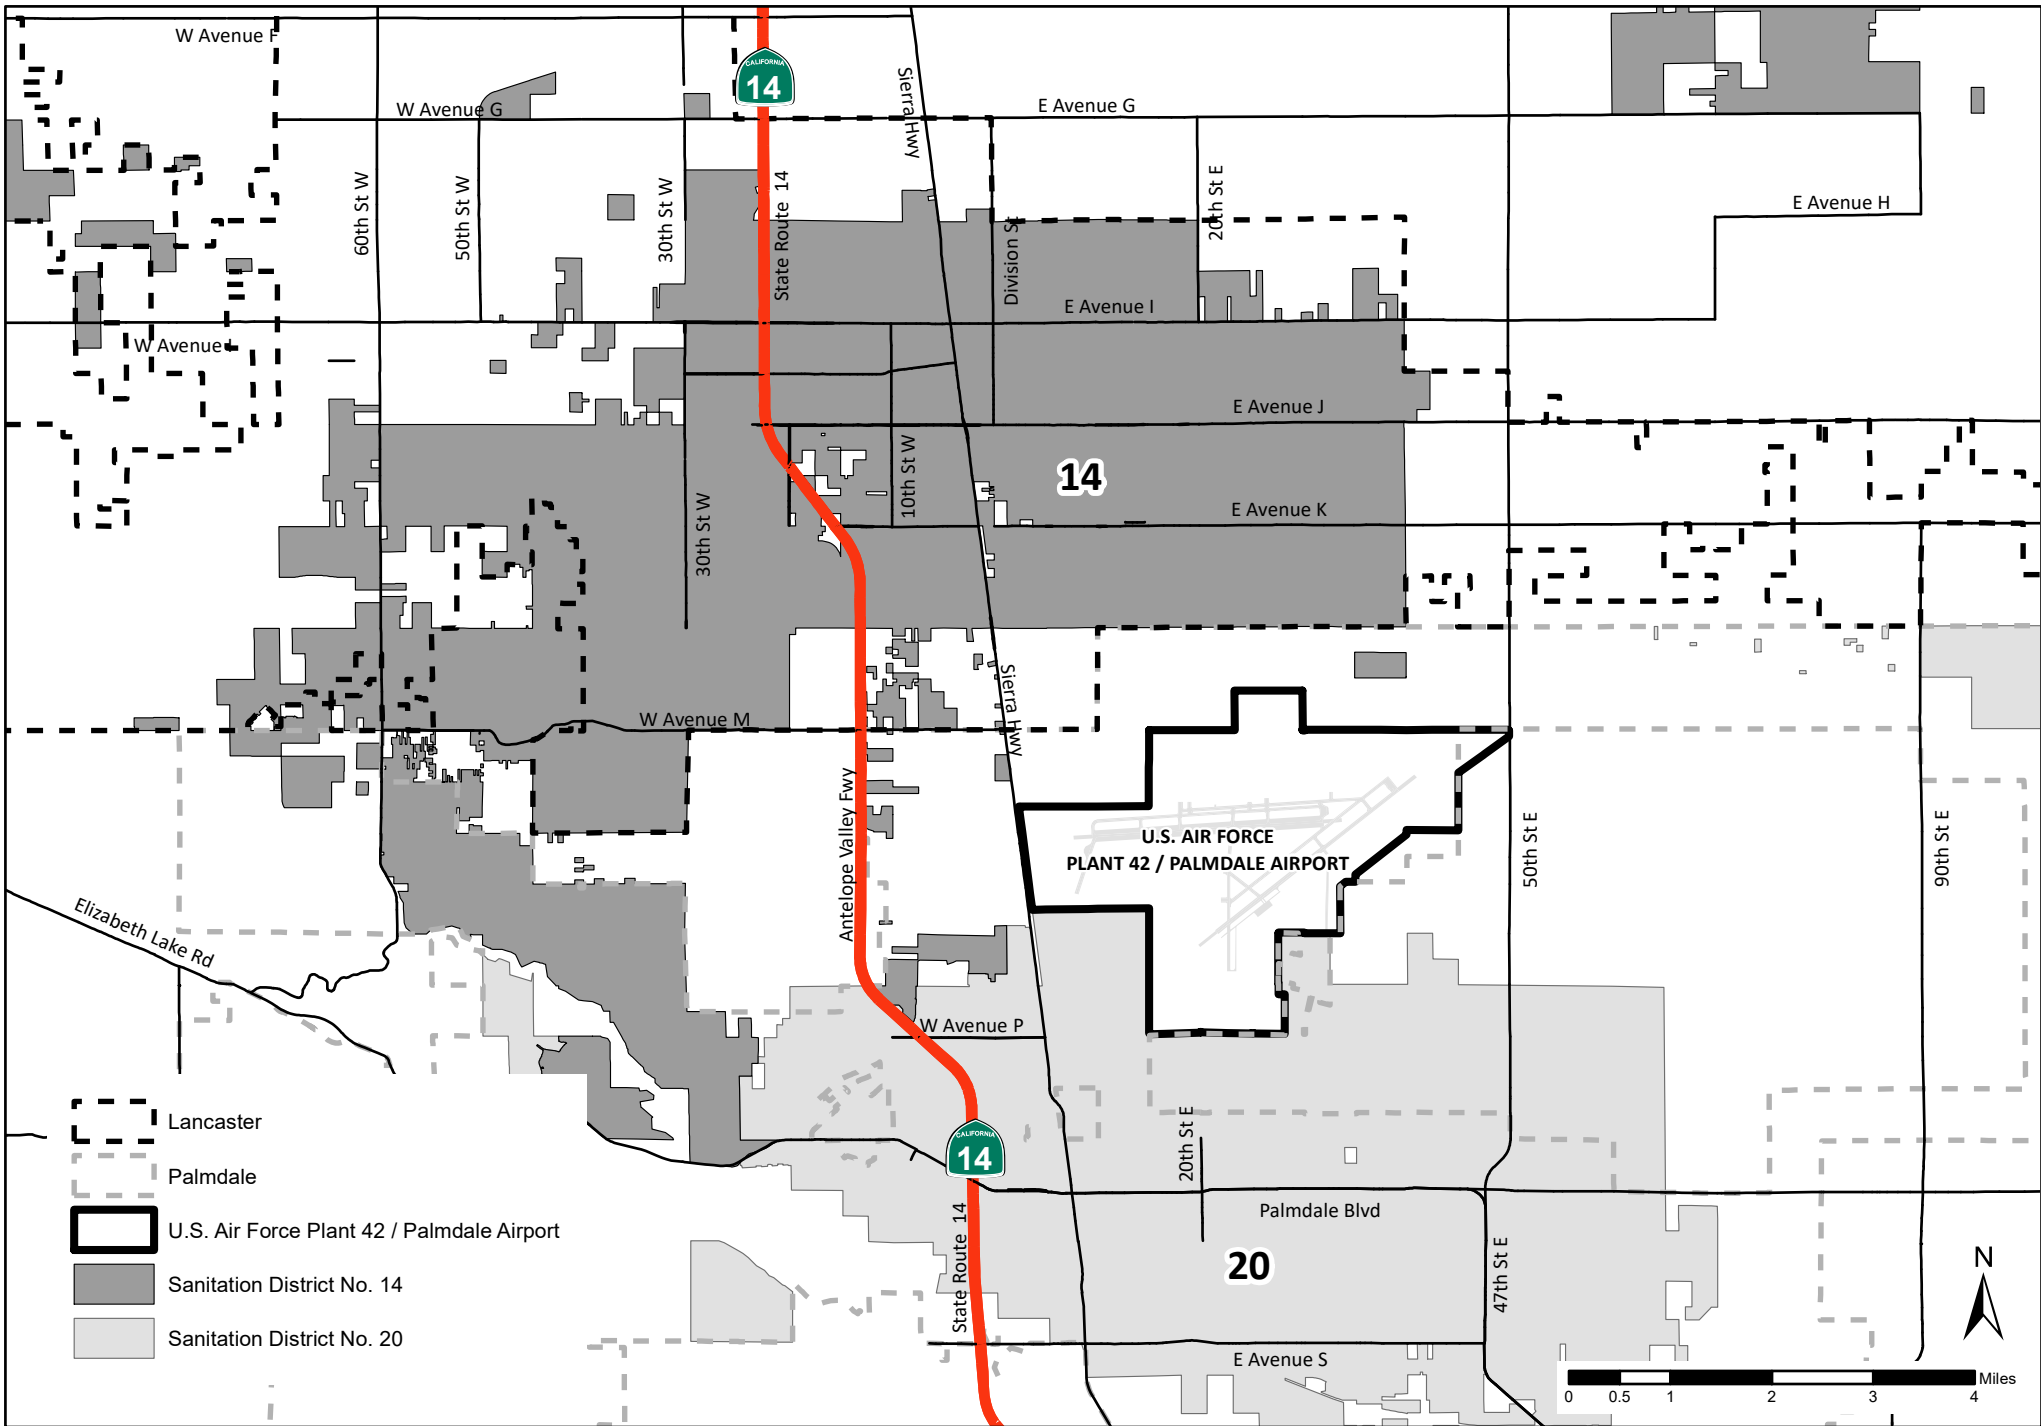 W Avenue F
CALIFORNIA
14
Sierra Hwy
W Avenue G
E Avenue G
60th St W
50th St W
30th St W
State Route 14
Division St
20th St E
E Avenue H
E Avenue I
W Avenue I
E Avenue J
10th St W
14
30th St W
E Avenue K
Sierra Hwy
W Avenue M
Antelope Valley Fwy
U.S. AIR FORCE
PLANT 42 / PALMDALE AIRPORT
50th St E
90th St E
Elizabeth Lake Rd
W Avenue P
CALIFORNIA
14
20th St E
Palmdale Blvd
State Route 14
20
47th St E
E Avenue S
Lancaster
Palmdale
U.S. Air Force Plant 42 / Palmdale Airport
Sanitation District No. 14
Sanitation District No. 20
N
Miles
0 0.5 1 2 3 4